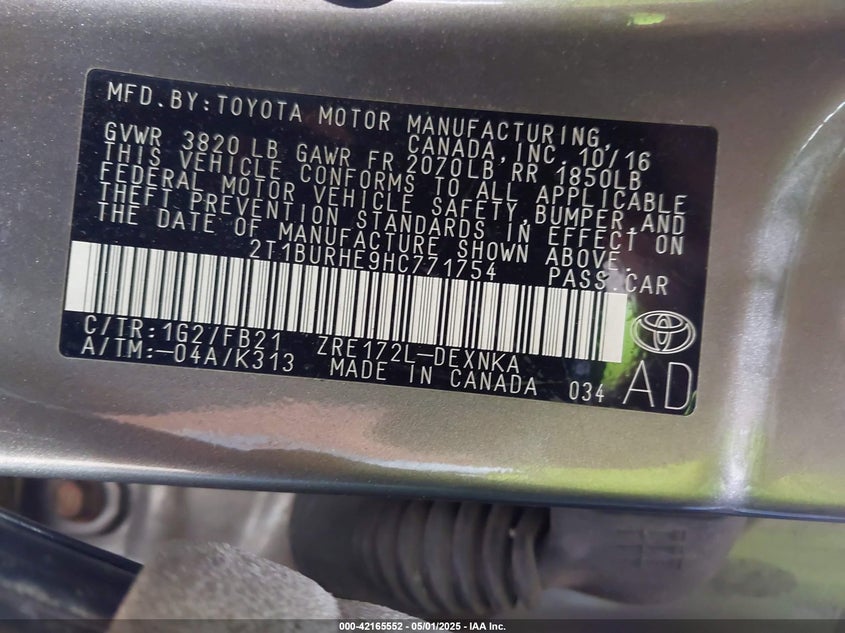 MFD.BY:TOYOTA MOTOR MANUFACTURING,
CANADA,INC. 10/16
GVWR 3820 LB GAWR FR 2070LB RR 1850LB
THIS VEHICLE CONFORMS TO ALL APPLICABLE
FEDERAL MOTOR VEHICLE SAFETY,BUMPER,AND
THEFT PREVENTION STANDARDS IN EFFECT ON
THE DATE OF MANUFACTURE SHOWN ABOVE.
2T1BURHE9HC771754 PASS.CAR
C/TR:1G2/FB21 ZRE172L-DEXNKA
A/TM:-04A/K313 MADE IN CANADA 034 AD
000-42165552 - 05/01/2025 - IAA Inc.